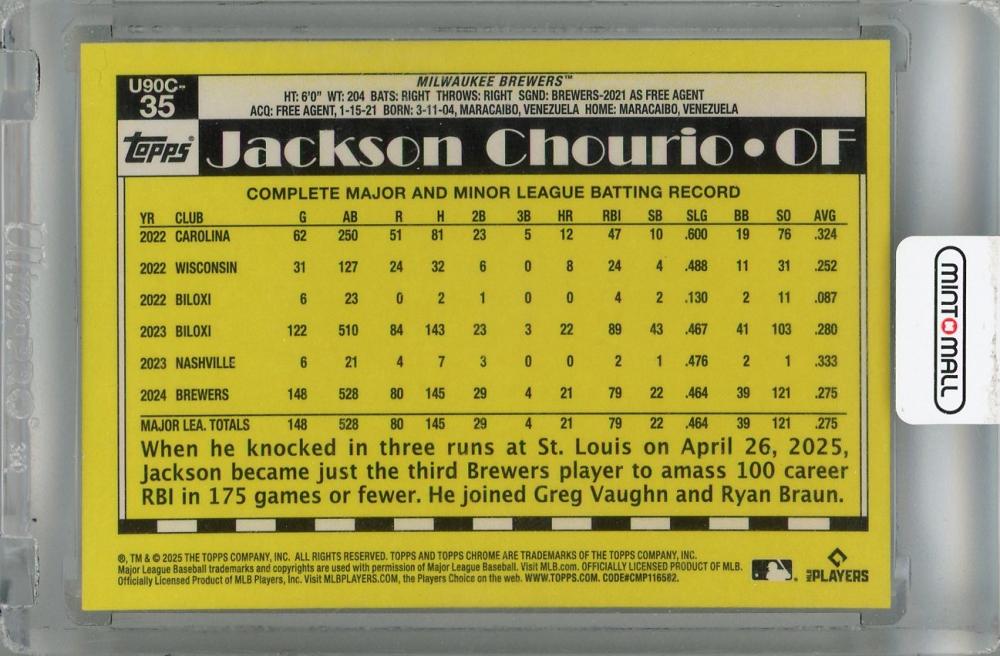 U90C-
35
MILWAUKEE BREWERS™
HT: 6'0" WT: 204 BATS: RIGHT THROWS: RIGHT SGND: BREWERS-2021 AS FREE AGENT
ACQ: FREE AGENT, 1-15-21 BORN: 3-11-04, MARACAIBO, VENEZUELA HOME: MARACAIBO, VENEZUELA
Topps® Jackson Chourio • OF
COMPLETE MAJOR AND MINOR LEAGUE BATTING RECORD
YR CLUB G AB R H 2B 3B HR RBI SB SLG BB SO AVG
2022 CAROLINA 62 250 51 81 23 5 12 47 10 .600 19 76 .324
2022 WISCONSIN 31 127 24 32 6 0 8 24 4 .488 11 31 .252
2022 BILOXI 6 23 0 2 1 0 0 4 2 .130 2 11 .087
2023 BILOXI 122 510 84 143 23 3 22 89 43 .467 41 103 .280
2023 NASHVILLE 6 21 4 7 3 0 0 2 1 .476 2 1 .333
2024 BREWERS 148 528 80 145 29 4 21 79 22 .464 39 121 .275
MAJOR LEA. TOTALS 148 528 80 145 29 4 21 79 22 .464 39 121 .275
When he knocked in three runs at St. Louis on April 26, 2025,
Jackson became just the third Brewers player to amass 100 career
RBI in 175 games or fewer. He joined Greg Vaughn and Ryan Braun.
®, TM & © 2025 THE TOPPS COMPANY, INC. ALL RIGHTS RESERVED. TOPPS AND TOPPS CHROME ARE TRADEMARKS OF THE TOPPS COMPANY, INC.
Major League Baseball trademarks and copyrights are used with permission of Major League Baseball. Visit MLB.com. OFFICIALLY LICENSED PRODUCT OF MLB.
Officially Licensed Product of MLB Players, Inc. Visit MLBPLAYERS.COM, the Players Choice on the web. WWW.TOPPS.COM. CODE#CMP116582.
MLB PLAYERS
MINTOMALL